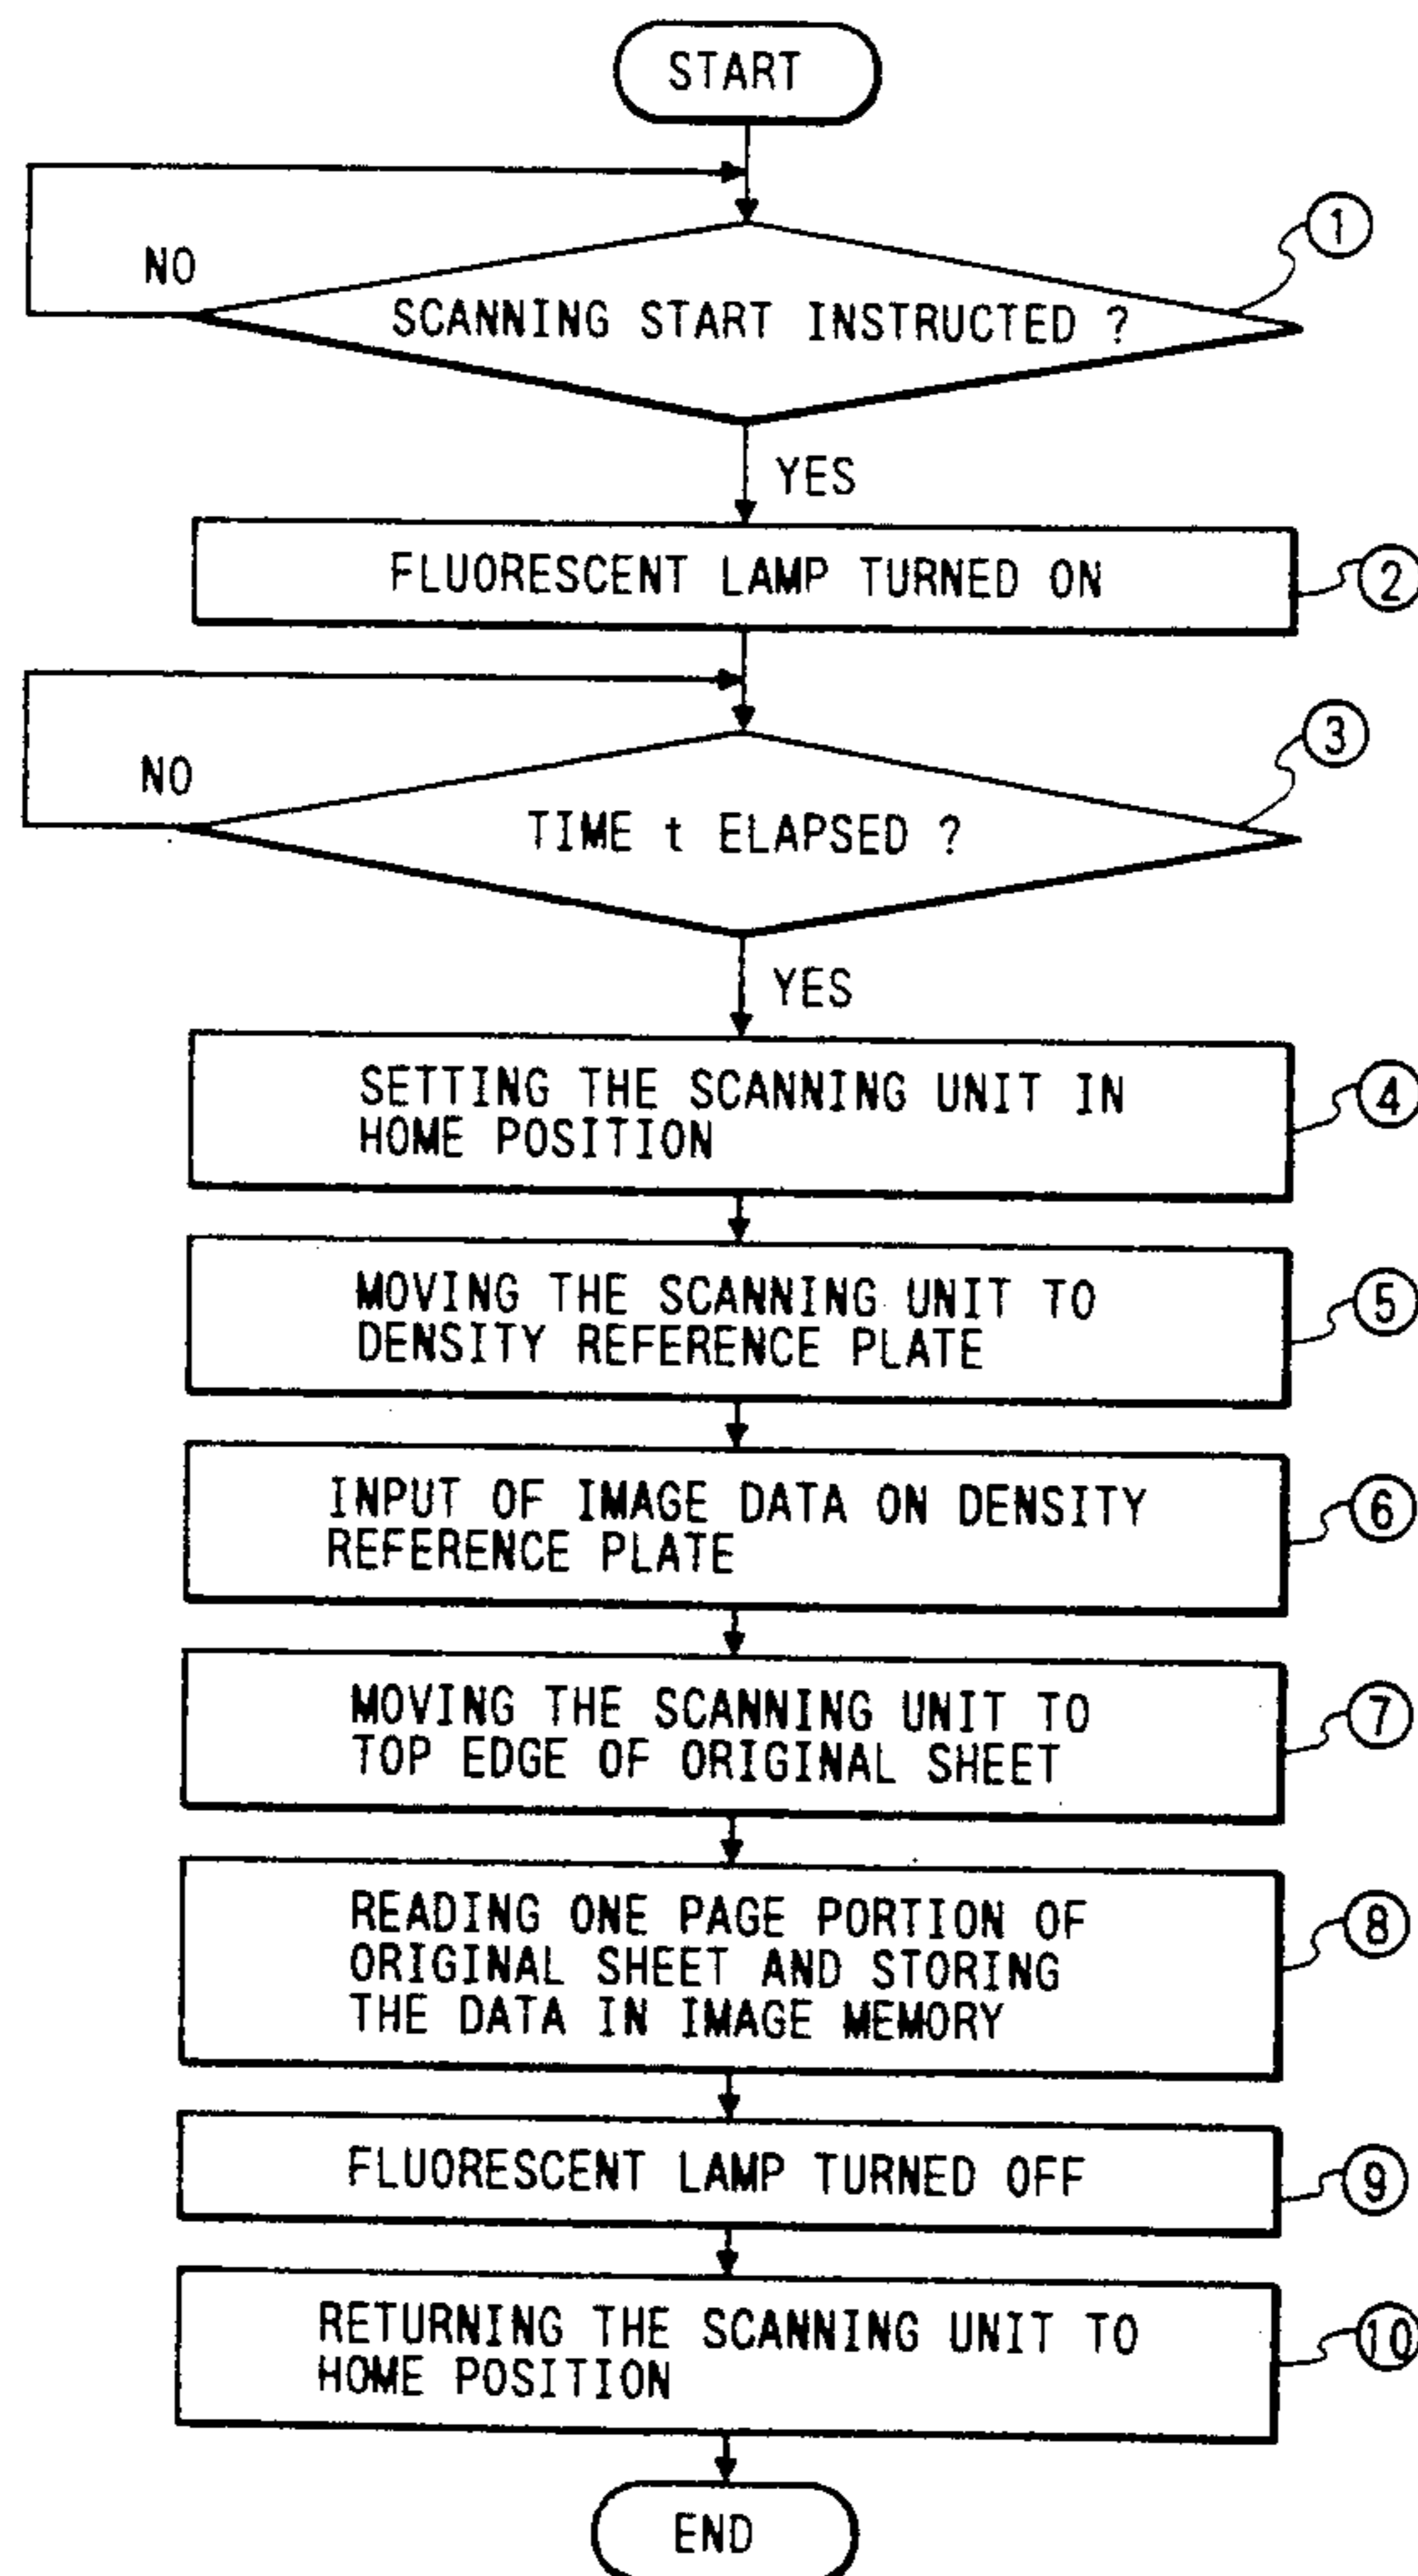 START
NO
1
SCANNING START INSTRUCTED ?
YES
FLUORESCENT LAMP TURNED ON
2
NO
3
TIME t ELAPSED ?
YES
SETTING THE SCANNING UNIT IN
HOME POSITION
4
MOVING THE SCANNING UNIT TO
DENSITY REFERENCE PLATE
5
INPUT OF IMAGE DATA ON DENSITY
REFERENCE PLATE
6
MOVING THE SCANNING UNIT TO
TOP EDGE OF ORIGINAL SHEET
7
READING ONE PAGE PORTION OF
ORIGINAL SHEET AND STORING
THE DATA IN IMAGE MEMORY
8
FLUORESCENT LAMP TURNED OFF
9
RETURNING THE SCANNING UNIT TO
HOME POSITION
10
END